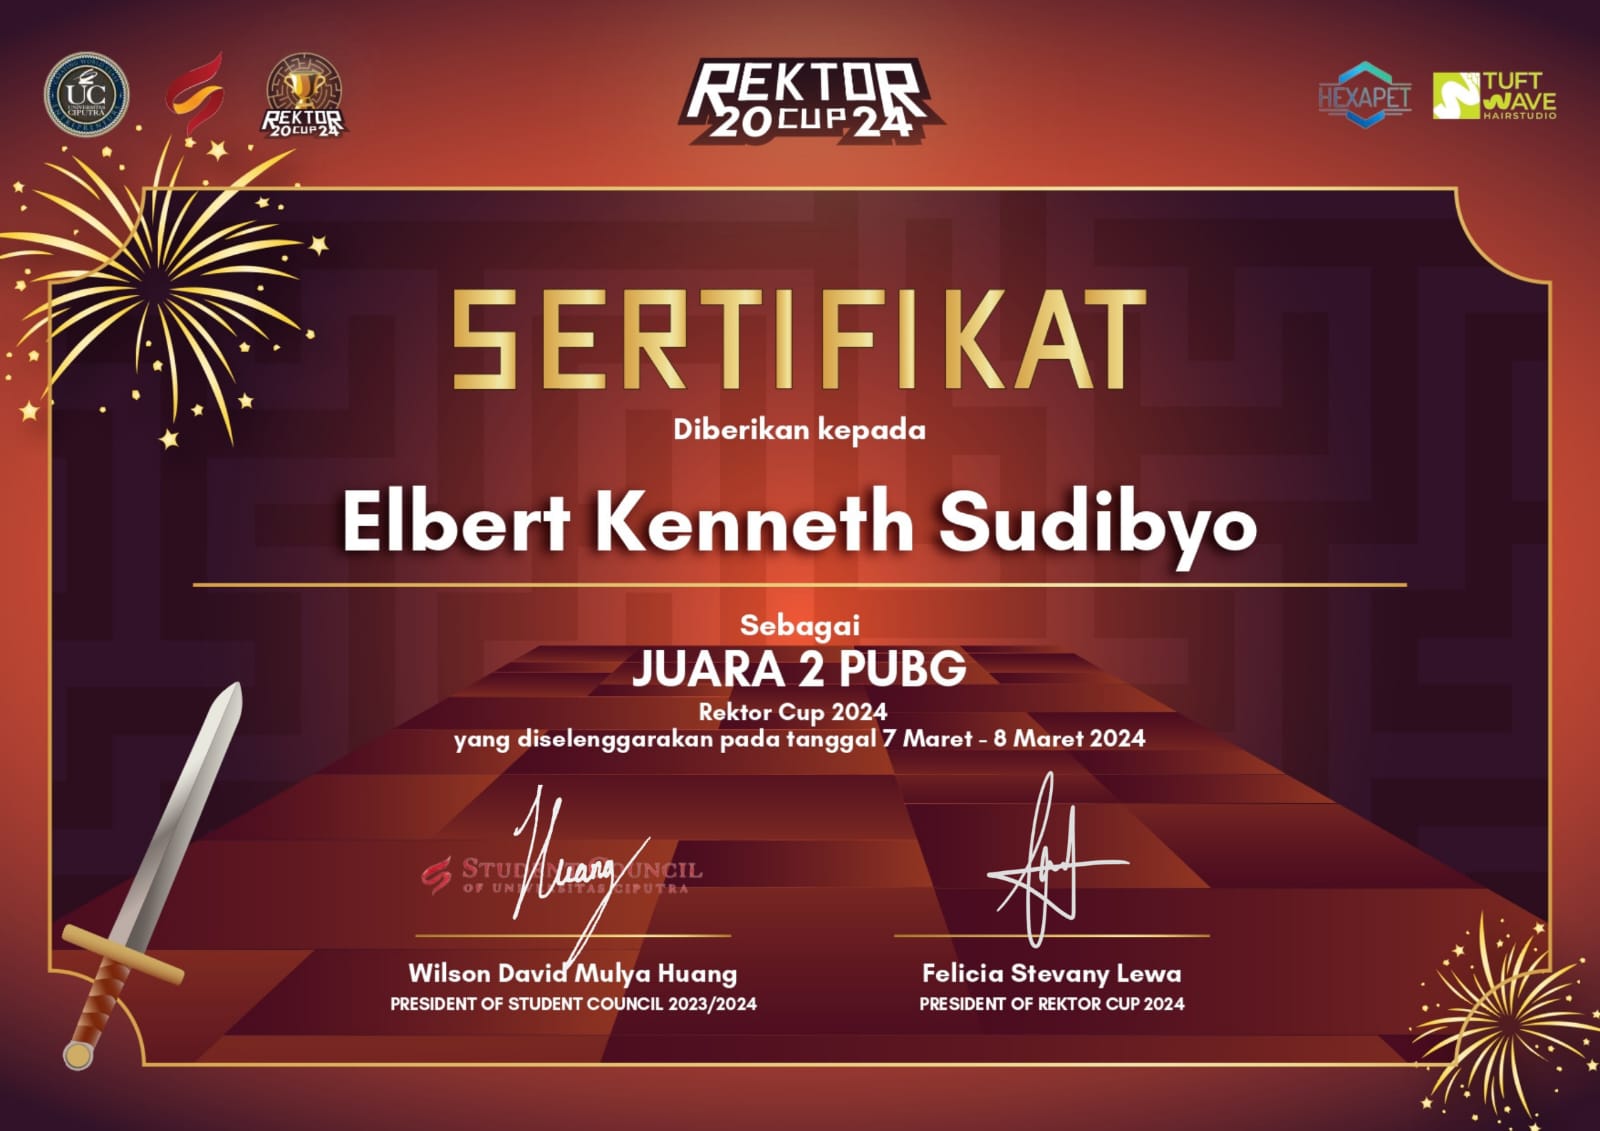 UC
UNIVERSITAS
CIPUTRA
REKTOR
20 CUP 24
REKTOR
20 CUP 24
HEXAPET
TUFT
WAVE
HAIRSTUDIO
SERTIFIKAT
Diberikan kepada
Elbert Kenneth Sudibyo
Sebagai
JUARA 2 PUBG
Rektor Cup 2024
yang diselenggarakan pada tanggal 7 Maret - 8 Maret 2024
STUDENT COUNCIL
OF UNIVERSITAS CIPUTRA
Huang
Wilson David Mulya Huang
PRESIDENT OF STUDENT COUNCIL 2023/2024
Felicia Stevany Lewa
PRESIDENT OF REKTOR CUP 2024